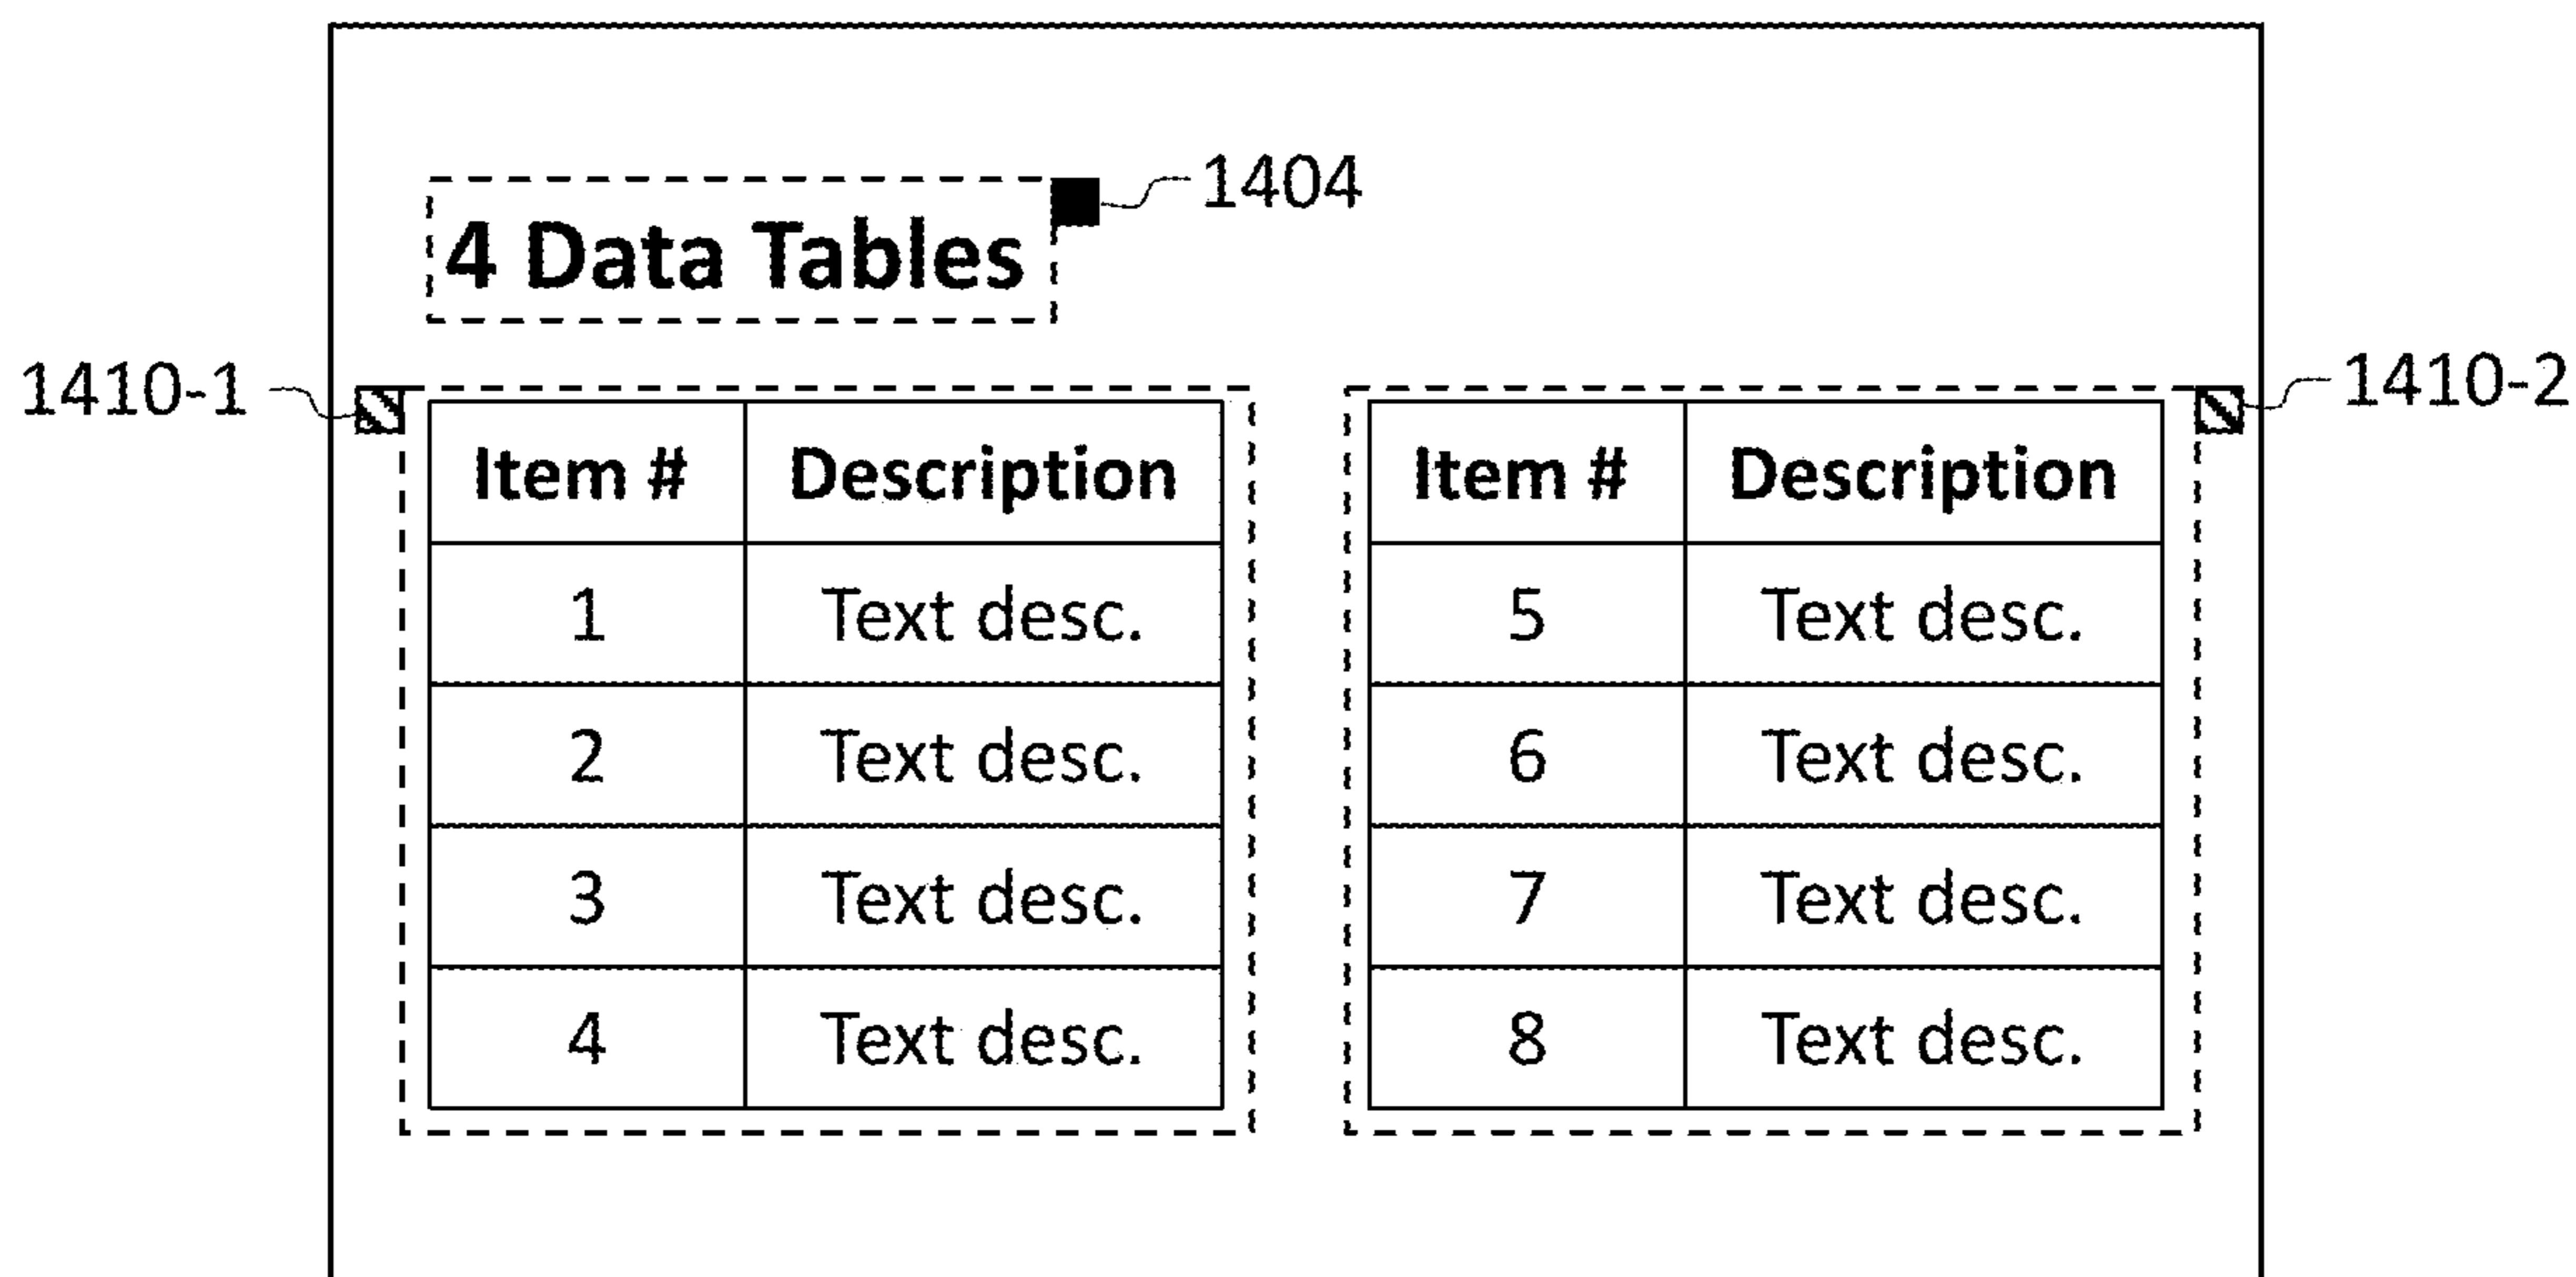 1404
4 Data Tables
1410-1
1410-2
Item # Description
1 Text desc.
2 Text desc.
3 Text desc.
4 Text desc.
Item # Description
5 Text desc.
6 Text desc.
7 Text desc.
8 Text desc.